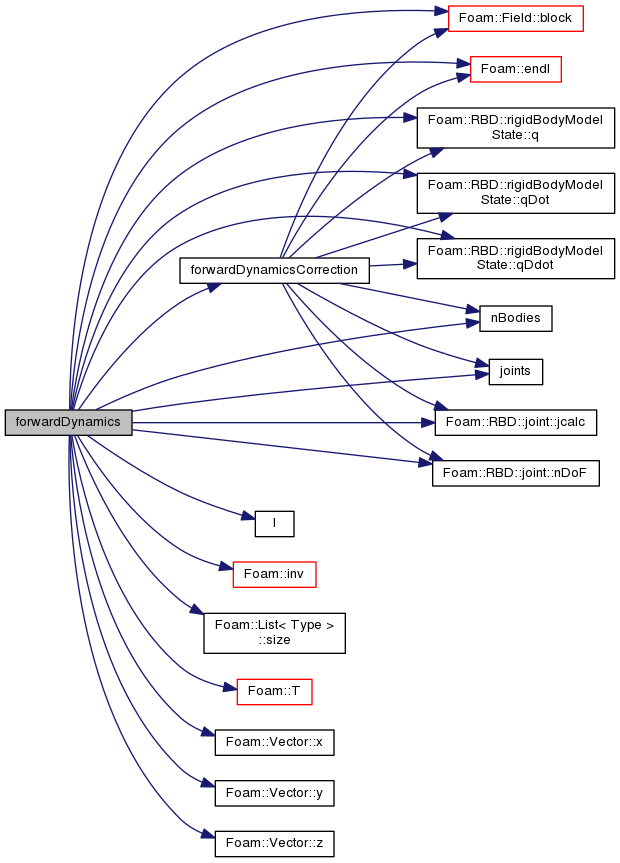 Foam::Field::block
Foam::endl
Foam::RBD::rigidBodyModel
State::q
Foam::RBD::rigidBodyModel
State::qDot
Foam::RBD::rigidBodyModel
State::qDdot
forwardDynamicsCorrection
nBodies
joints
forwardDynamics
Foam::RBD::joint::jcalc
Foam::RBD::joint::nDoF
I
Foam::inv
Foam::List< Type >
::size
Foam::T
Foam::Vector::x
Foam::Vector::y
Foam::Vector::z